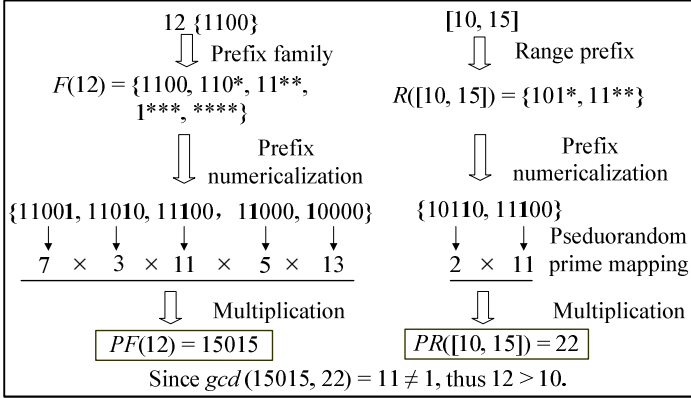 12 {1100}
Prefix family
F(12) = {1100, 110*, 11**,
1***, ****}
Prefix
numericalization
{11001, 11010, 11100, 11000, 10000}
7 × 3 × 11 × 5 × 13
Multiplication
PF(12) = 15015
[10, 15]
Range prefix
R([10, 15]) = {101*, 11**}
Prefix
numericalization
{10110, 11100}
Pseduorandom
prime mapping
2 × 11
Multiplication
PR([10, 15]) = 22
Since gcd (15015, 22) = 11 ≠ 1, thus 12 > 10.